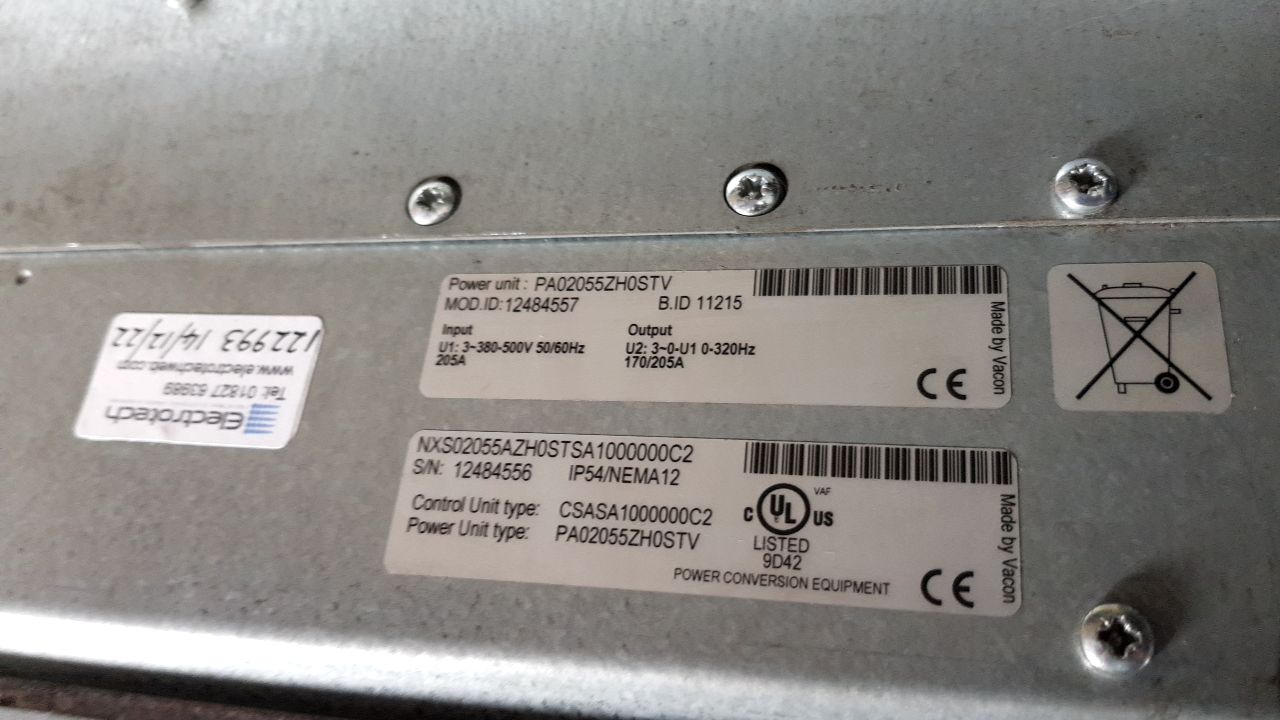 Power unit : PA02055ZH0STV
MOD.ID: 12484557 B.ID 11215
Input Output
U1: 3~380-500V 50/60Hz U2: 3~0-U1 0-320Hz
205A 170/205A
CE
Made by Vacon
NXS02055AZH0STSA1000000C2
S/N: 12484556 IP54/NEMA12
Control Unit type: CSASA1000000C2
Power Unit type: PA02055ZH0STV
C UL US
VAF
LISTED
9D42
POWER CONVERSION EQUIPMENT
CE
Made by Vacon
Electrotech
Tel. 01827 63989
www.electrotechweb.com
122993 14/12/22